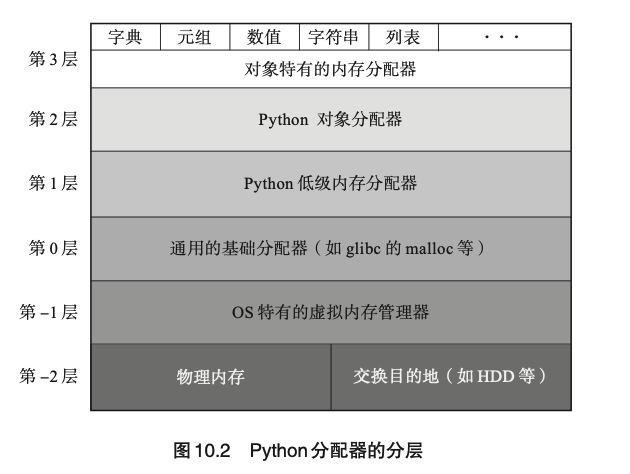 字典 元组 数值 字符串 列表 · · ·
第 3 层
对象特有的内存分配器
第 2 层 Python 对象分配器
第 1 层 Python 低级内存分配器
第 0 层 通用的基础分配器（如 glibc 的 malloc 等）
第 –1 层 OS 特有的虚拟内存管理器
第 –2 层 物理内存 交换目的地（如 HDD 等）
图 10.2 Python 分配器的分层